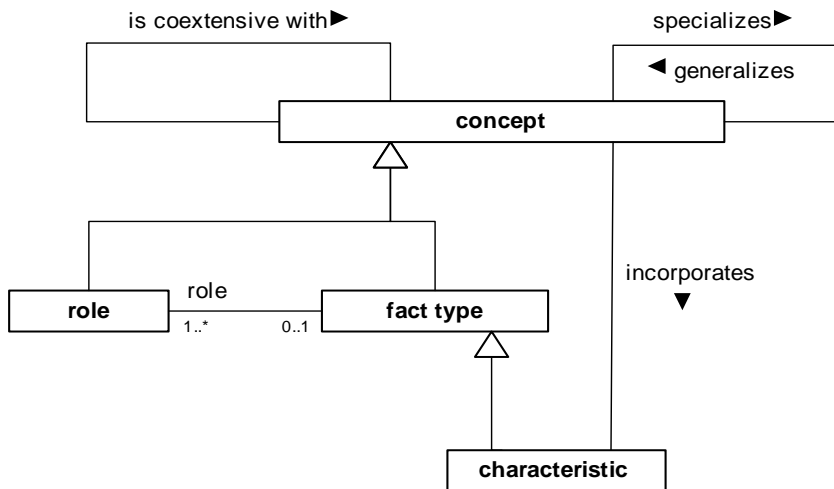 is coextensive with ▶
specializes ▶
◀ generalizes
concept
incorporates
▼
role
role
1..*
0..1
fact type
characteristic